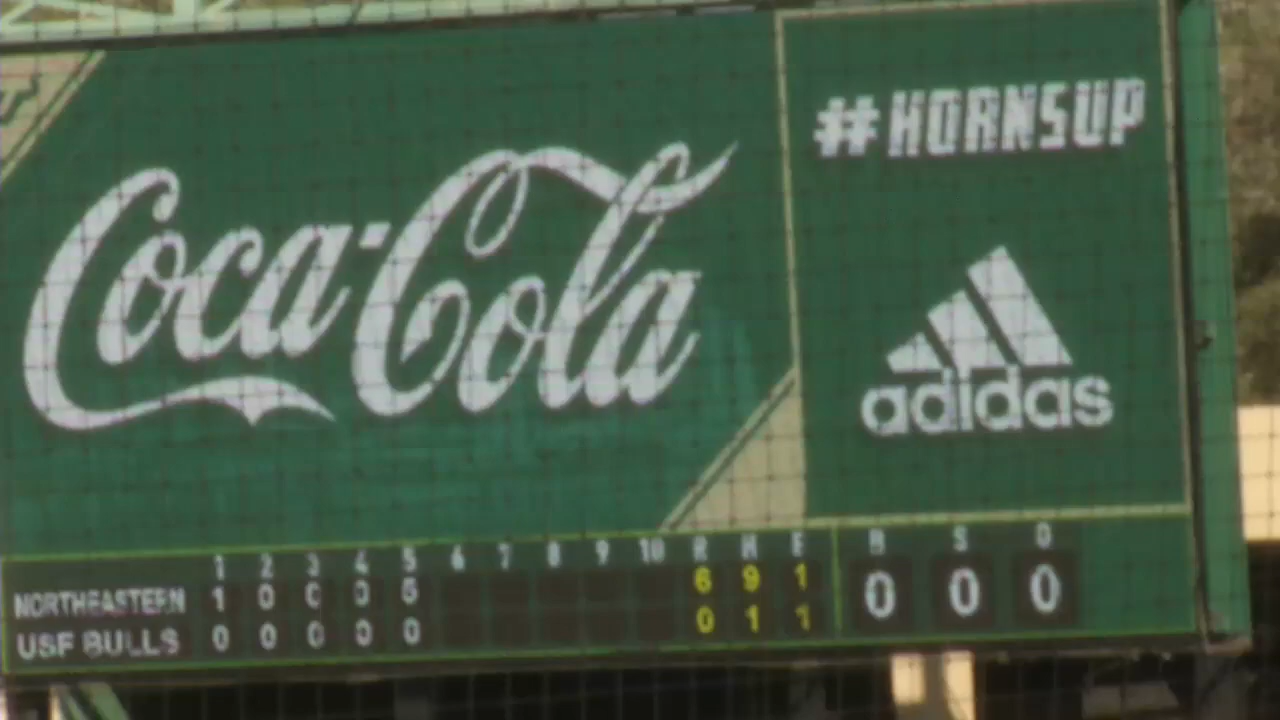 Coca-Cola
#HORNSUP
adidas
1 2 3 4 5 6 7 8 9 10 R H E B S O
NORTHEASTERN 1 0 0 0 5 6 9 1 0 0 0
USF BULLS 0 0 0 0 0 0 1 1